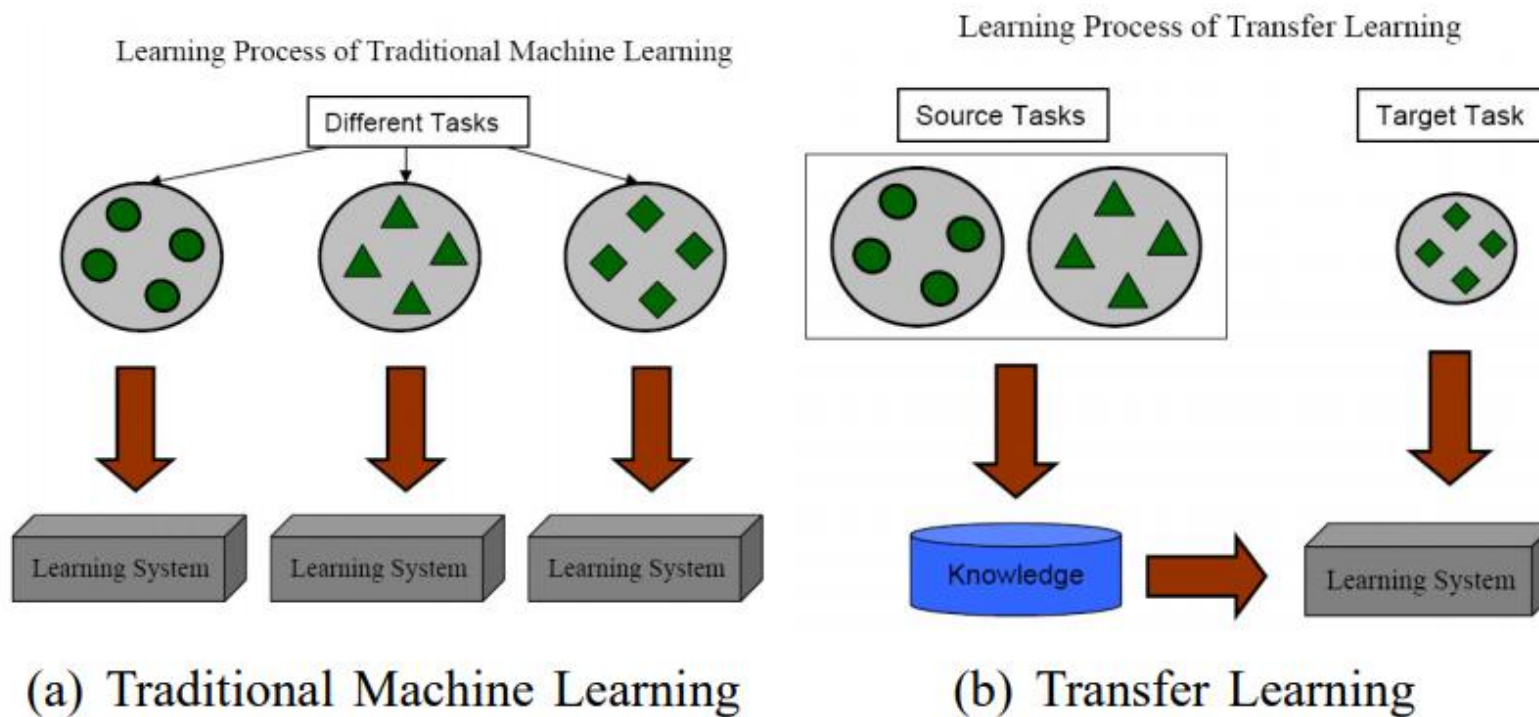 Learning Process of Traditional Machine Learning
Different Tasks
Learning System
Learning System
Learning System
(a) Traditional Machine Learning
Learning Process of Transfer Learning
Source Tasks
Target Task
Knowledge
Learning System
(b) Transfer Learning